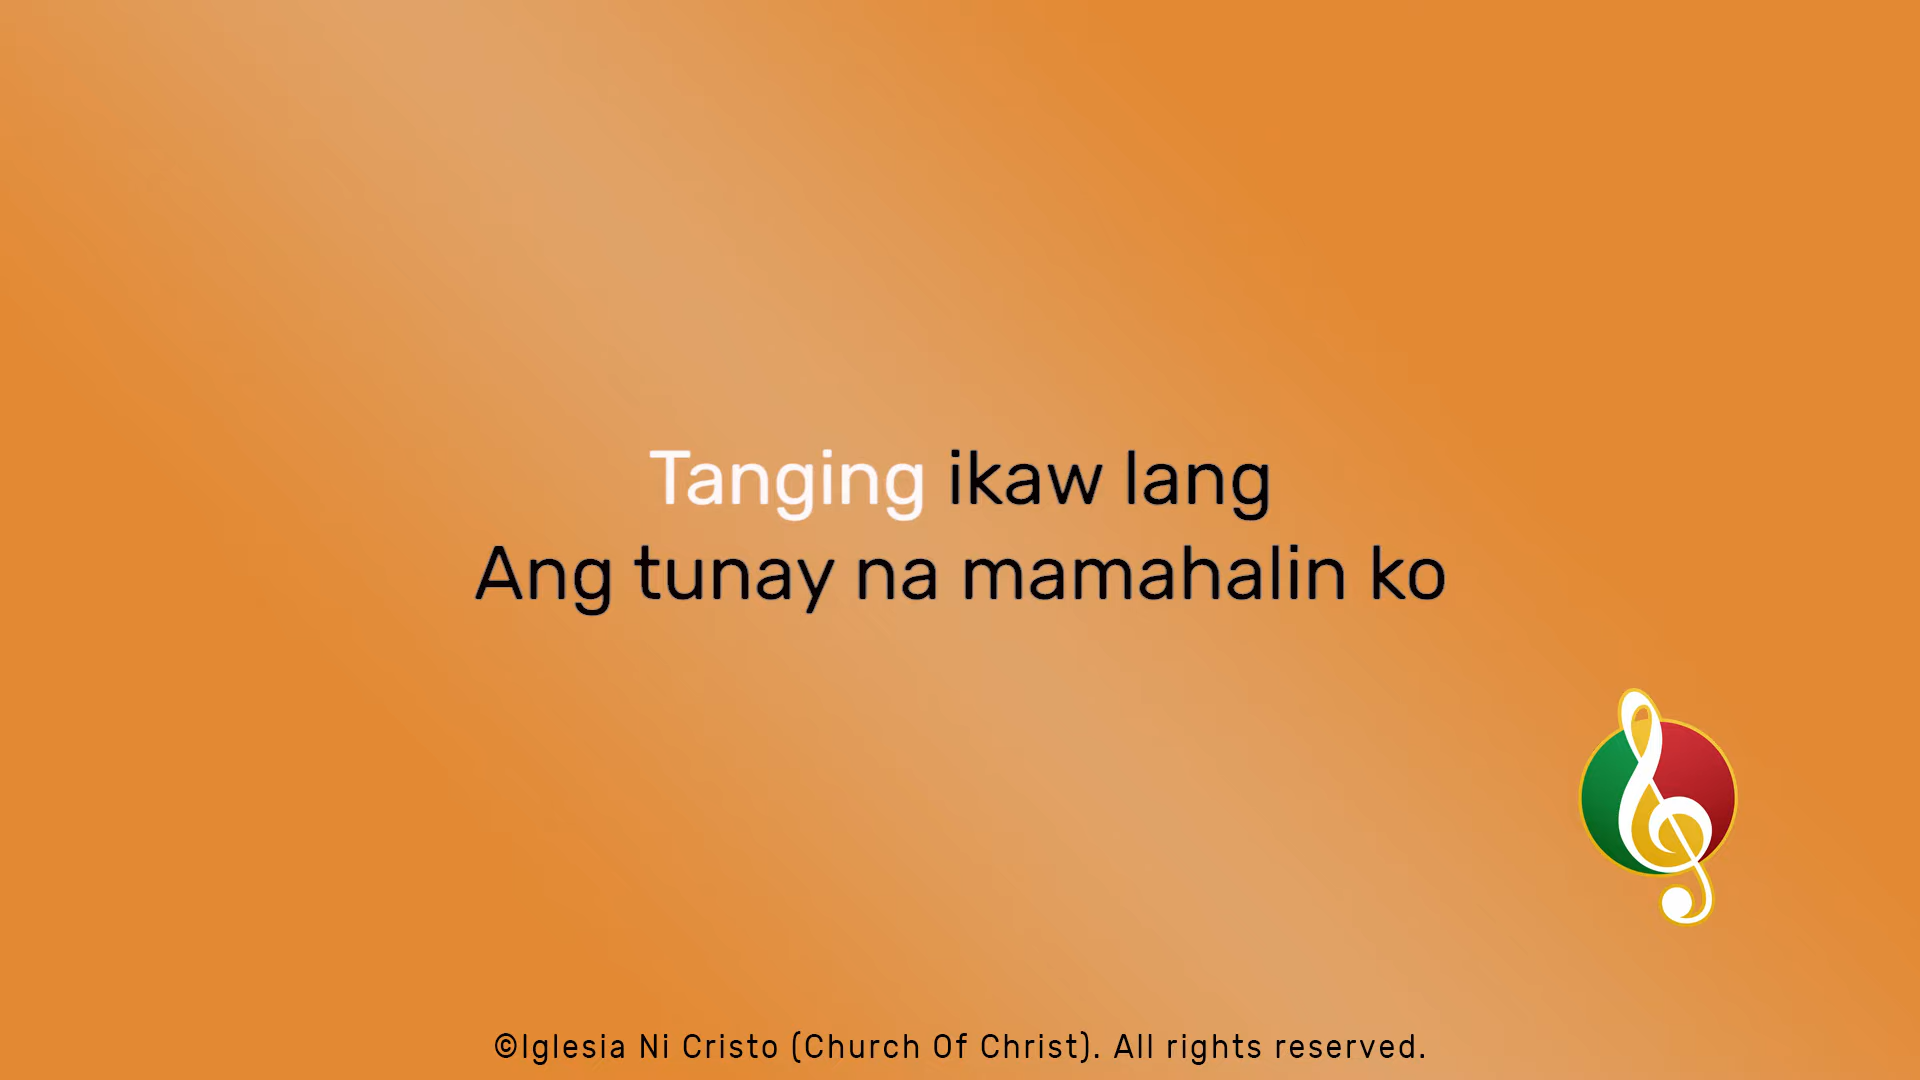 Tanging ikaw lang
Ang tunay na mamahalin ko
©Iglesia Ni Cristo (Church Of Christ). All rights reserved.